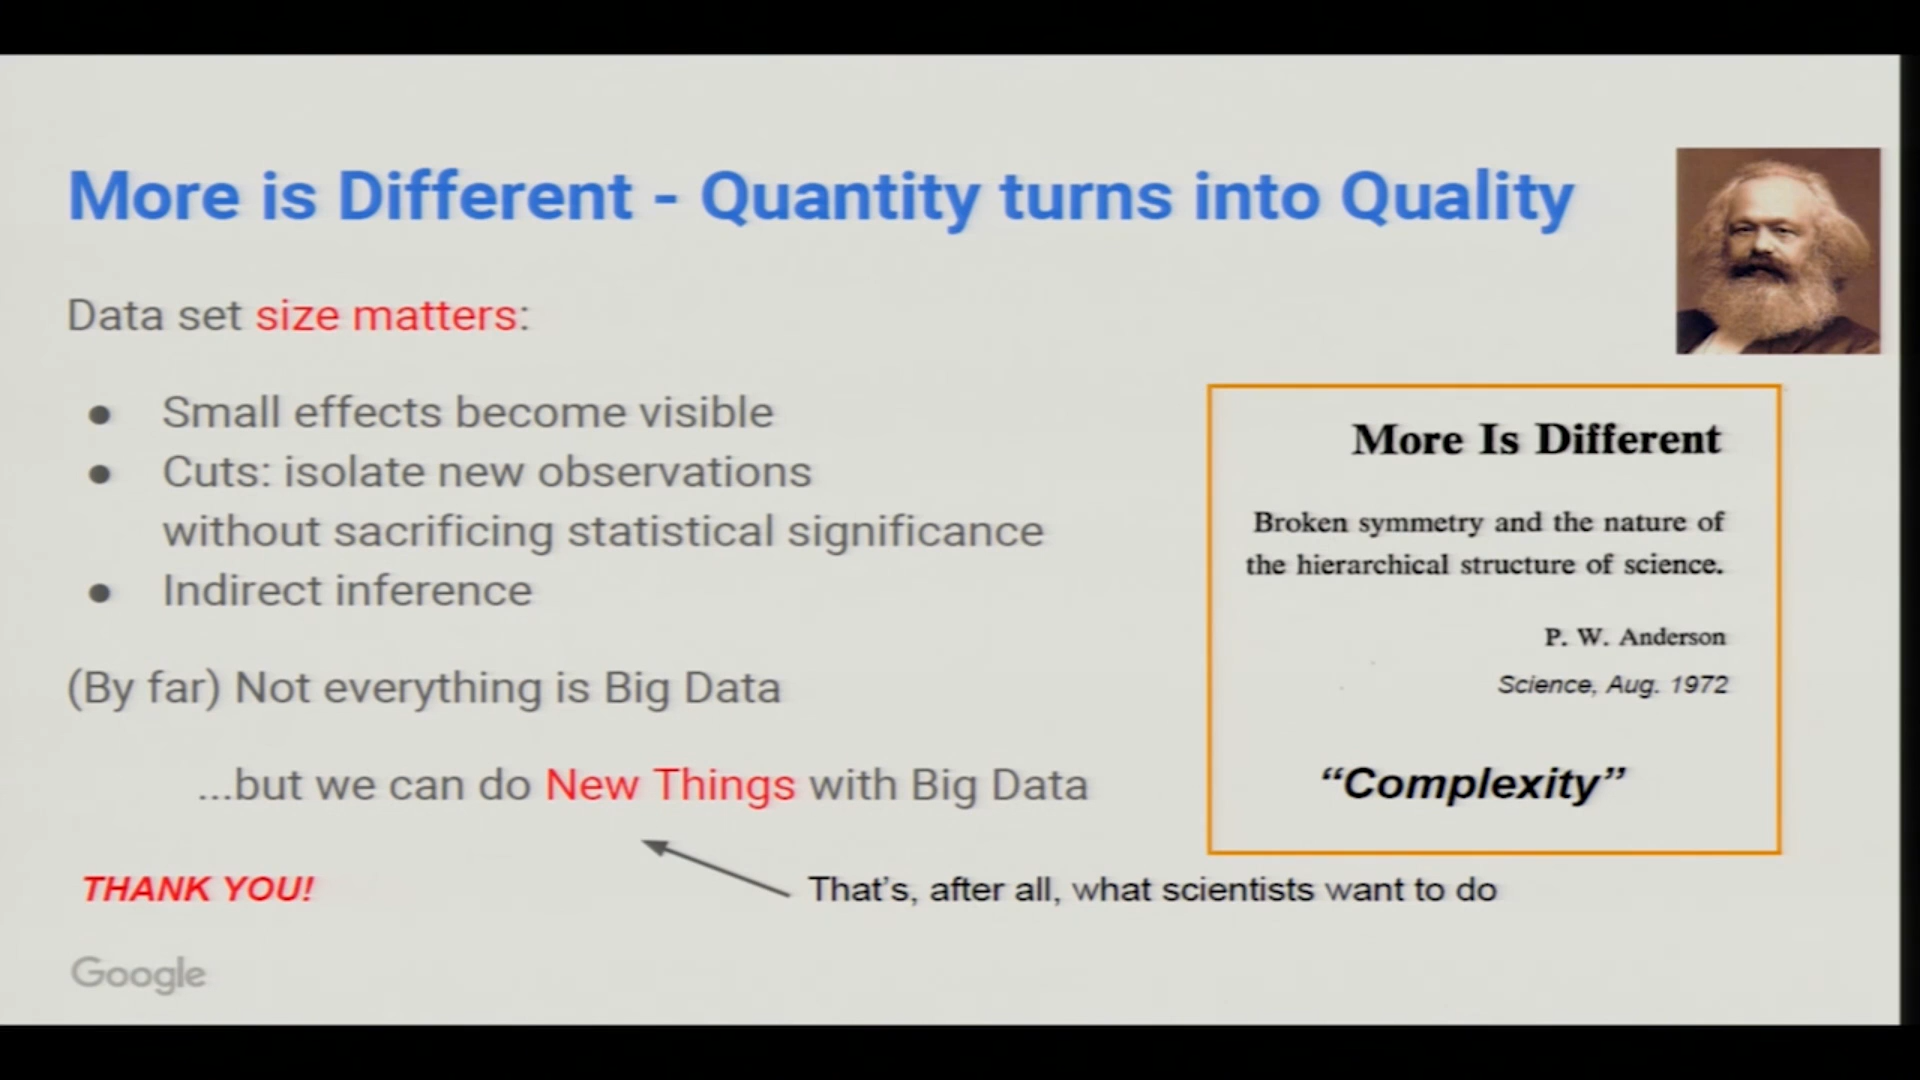 More is Different - Quantity turns into Quality
Data set size matters:
● Small effects become visible
● Cuts: isolate new observations
without sacrificing statistical significance
● Indirect inference
(By far) Not everything is Big Data
...but we can do New Things with Big Data
That's, after all, what scientists want to do
THANK YOU!
Google
More Is Different
Broken symmetry and the nature of
the hierarchical structure of science.
P. W. Anderson
Science, Aug. 1972
“Complexity”